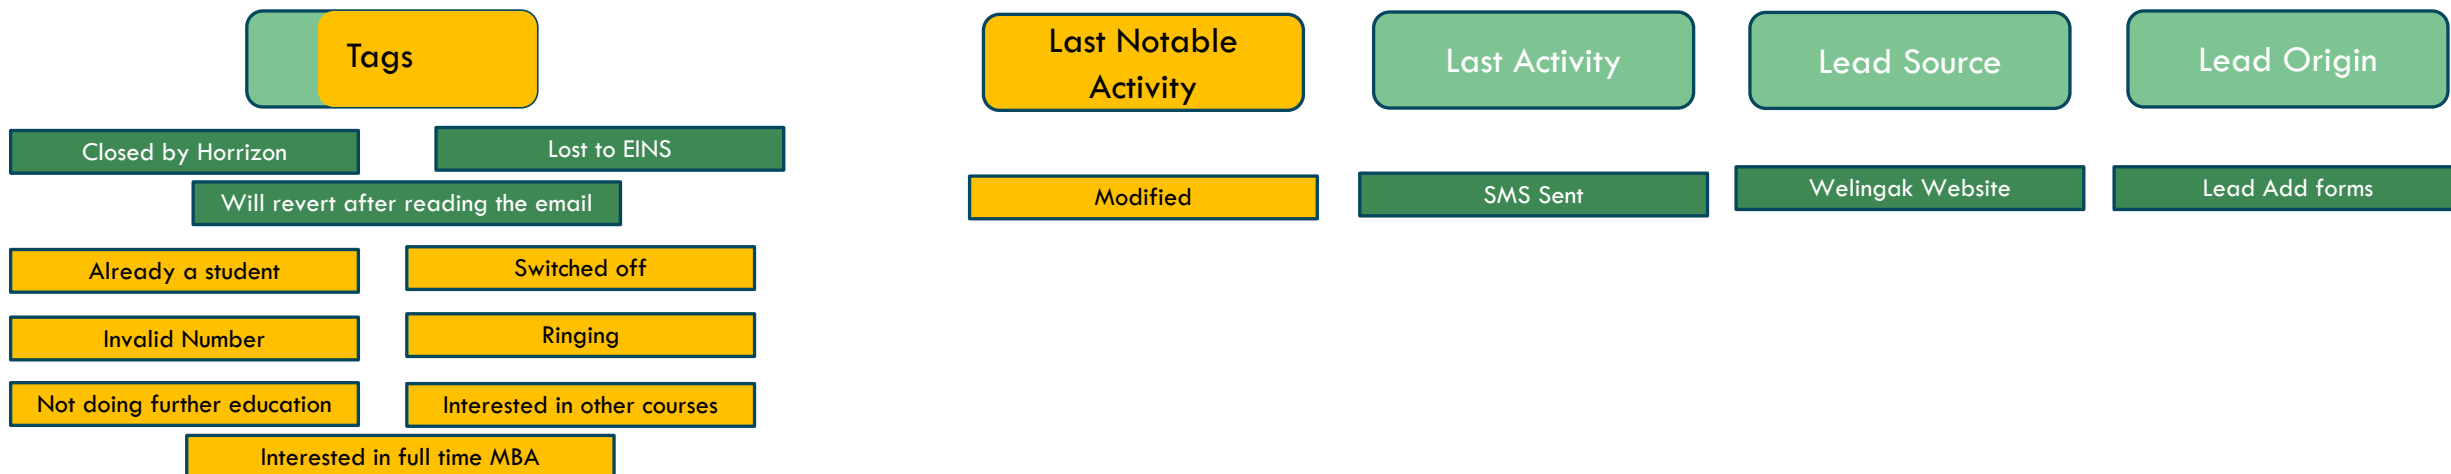 Tags
Last Notable
Activity
Last Activity
Lead Source
Lead Origin
Closed by Horrizon
Lost to EINS
Will revert after reading the email
Modified
SMS Sent
Welingak Website
Lead Add forms
Already a student
Switched off
Invalid Number
Ringing
Not doing further education
Interested in other courses
Interested in full time MBA